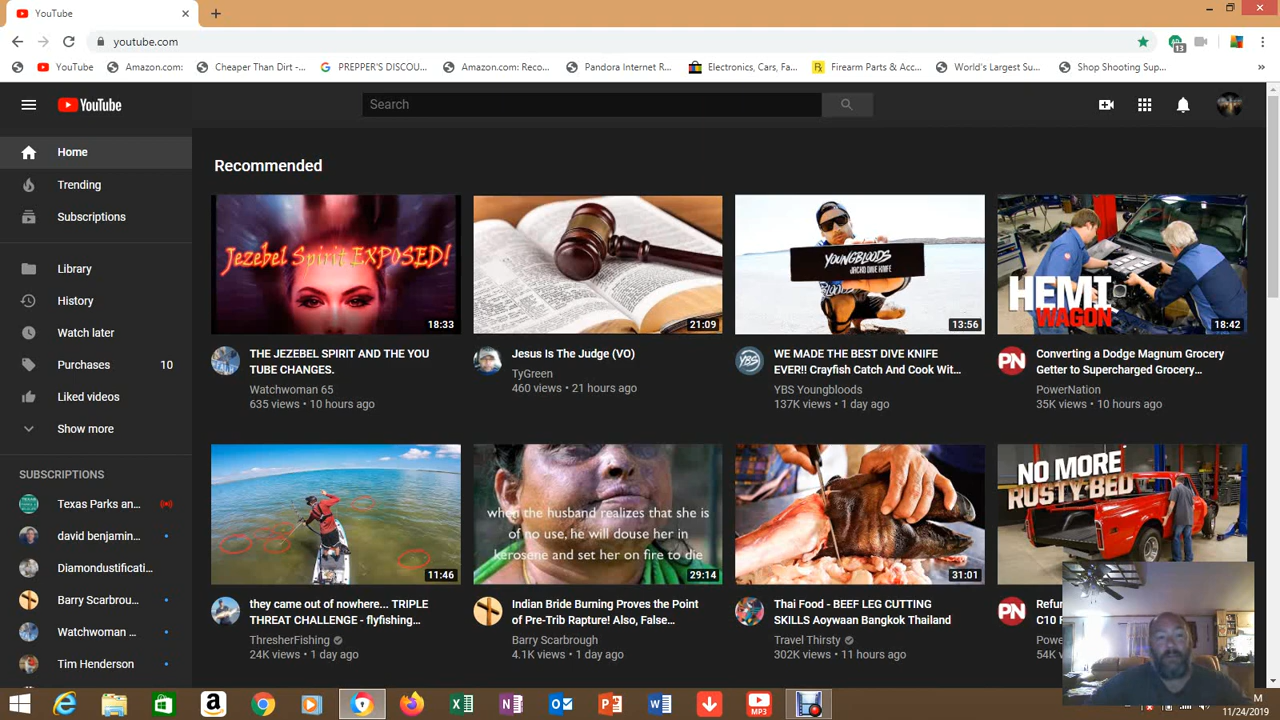 YouTube
youtube.com
13
YouTube
Amazon.com:
Cheaper Than Dirt -...
PREPPER'S DISCOU...
Amazon.com: Reco...
Pandora Internet R...
Electronics, Cars, Fa...
Firearm Parts & Acc...
World's Largest Su...
Shop Shooting Sup...
YouTube
Search
Home
Trending
Subscriptions
Library
History
Watch later
Purchases 10
Liked videos
Show more
SUBSCRIPTIONS
Texas Parks an...
david benjamin...
Diamondustificati...
Barry Scarbrou...
Watchwoman ...
Tim Henderson
Recommended
Jezebel Spirit EXPOSED!
18:33
THE JEZEBEL SPIRIT AND THE YOU
TUBE CHANGES.
Watchwoman 65
635 views • 10 hours ago
21:09
Jesus Is The Judge (VO)
TyGreen
460 views • 21 hours ago
YOUNGBLOODS
JACKO DIVE KNIFE
13:56
YBS
WE MADE THE BEST DIVE KNIFE
EVER!! Crayfish Catch And Cook Wit...
YBS Youngbloods
137K views • 1 day ago
HEMI
WAGON
18:42
PN
Converting a Dodge Magnum Grocery
Getter to Supercharged Grocery...
PowerNation
35K views • 10 hours ago
11:46
they came out of nowhere... TRIPLE
THREAT CHALLENGE - flyfishing...
ThresherFishing
24K views • 1 day ago
when the husband realizes that she is
of no use, he will douse her in
kerosene and set her on fire to die
29:14
Indian Bride Burning Proves the Point
of Pre-Trib Rapture! Also, False...
Barry Scarbrough
4.1K views • 1 day ago
31:01
Thai Food - BEEF LEG CUTTING
SKILLS Aoywaan Bangkok Thailand
Travel Thirsty
302K views • 11 hours ago
NO MORE
RUSTY BED
PN
Refur
C10 F
Powe
54K
MP3
M
11/24/2019